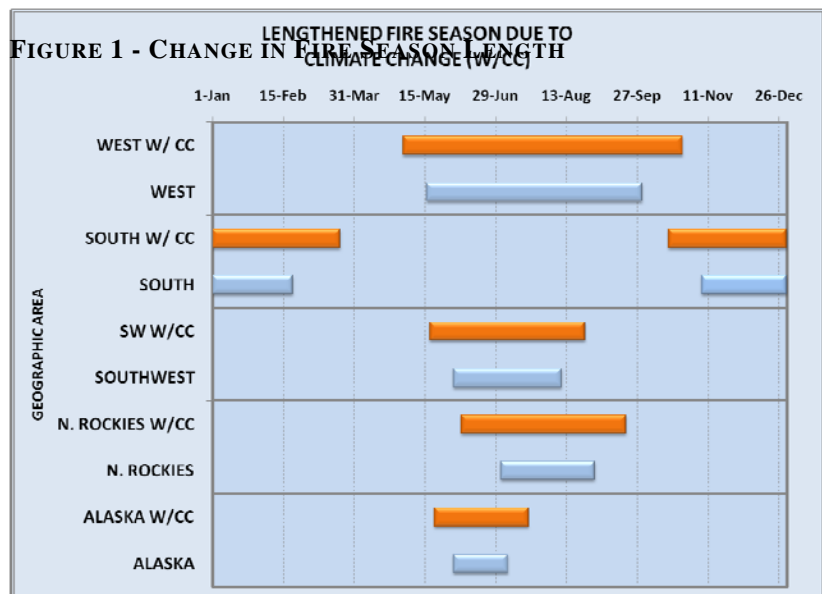 LENGTHENED FIRE SEASON DUE TO
CLIMATE CHANGE (W/CC)
FIGURE 1 - CHANGE IN FIRE SEASON LENGTH
1-Jan 15-Feb 31-Mar 15-May 29-Jun 13-Aug 27-Sep 11-Nov 26-Dec
GEOGRAPHIC AREA
WEST W/ CC
WEST
SOUTH W/ CC
SOUTH
SW W/CC
SOUTHWEST
N. ROCKIES W/CC
N. ROCKIES
ALASKA W/CC
ALASKA